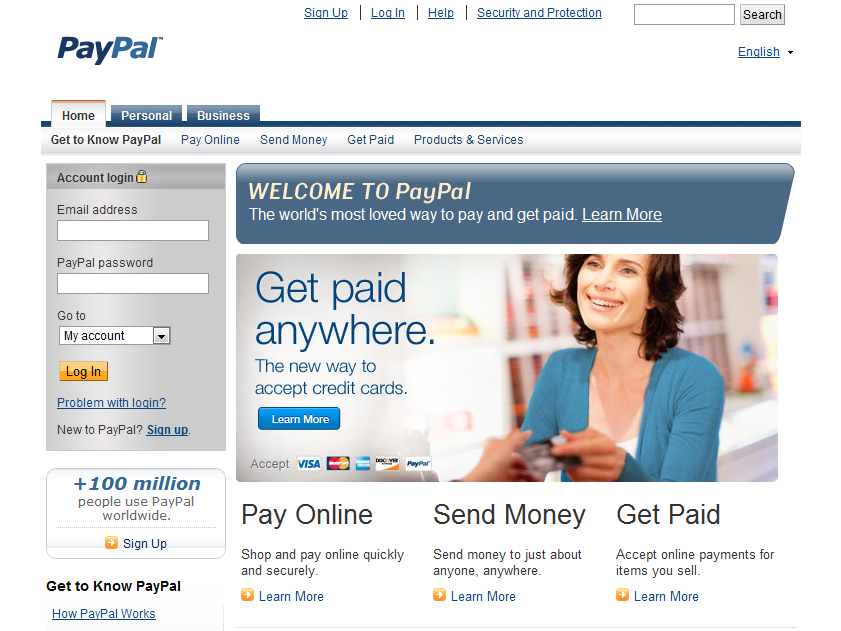 Sign Up | Log In | Help | Security and Protection
Search
PayPal™
English
Home Personal Business
Get to Know PayPal Pay Online Send Money Get Paid Products & Services
Account login
Email address
PayPal password
Go to
My account
Log In
Problem with login?
New to PayPal? Sign up.
WELCOME TO PayPal
The world's most loved way to pay and get paid. Learn More
Get paid
anywhere.
The new way to
accept credit cards.
Learn More
Accept VISA MasterCard DISCOVER PayPal
+100 million
people use PayPal
worldwide.
Sign Up
Get to Know PayPal
How PayPal Works
Pay Online
Shop and pay online quickly
and securely.
Learn More
Send Money
Send money to just about
anyone, anywhere.
Learn More
Get Paid
Accept online payments for
items you sell.
Learn More